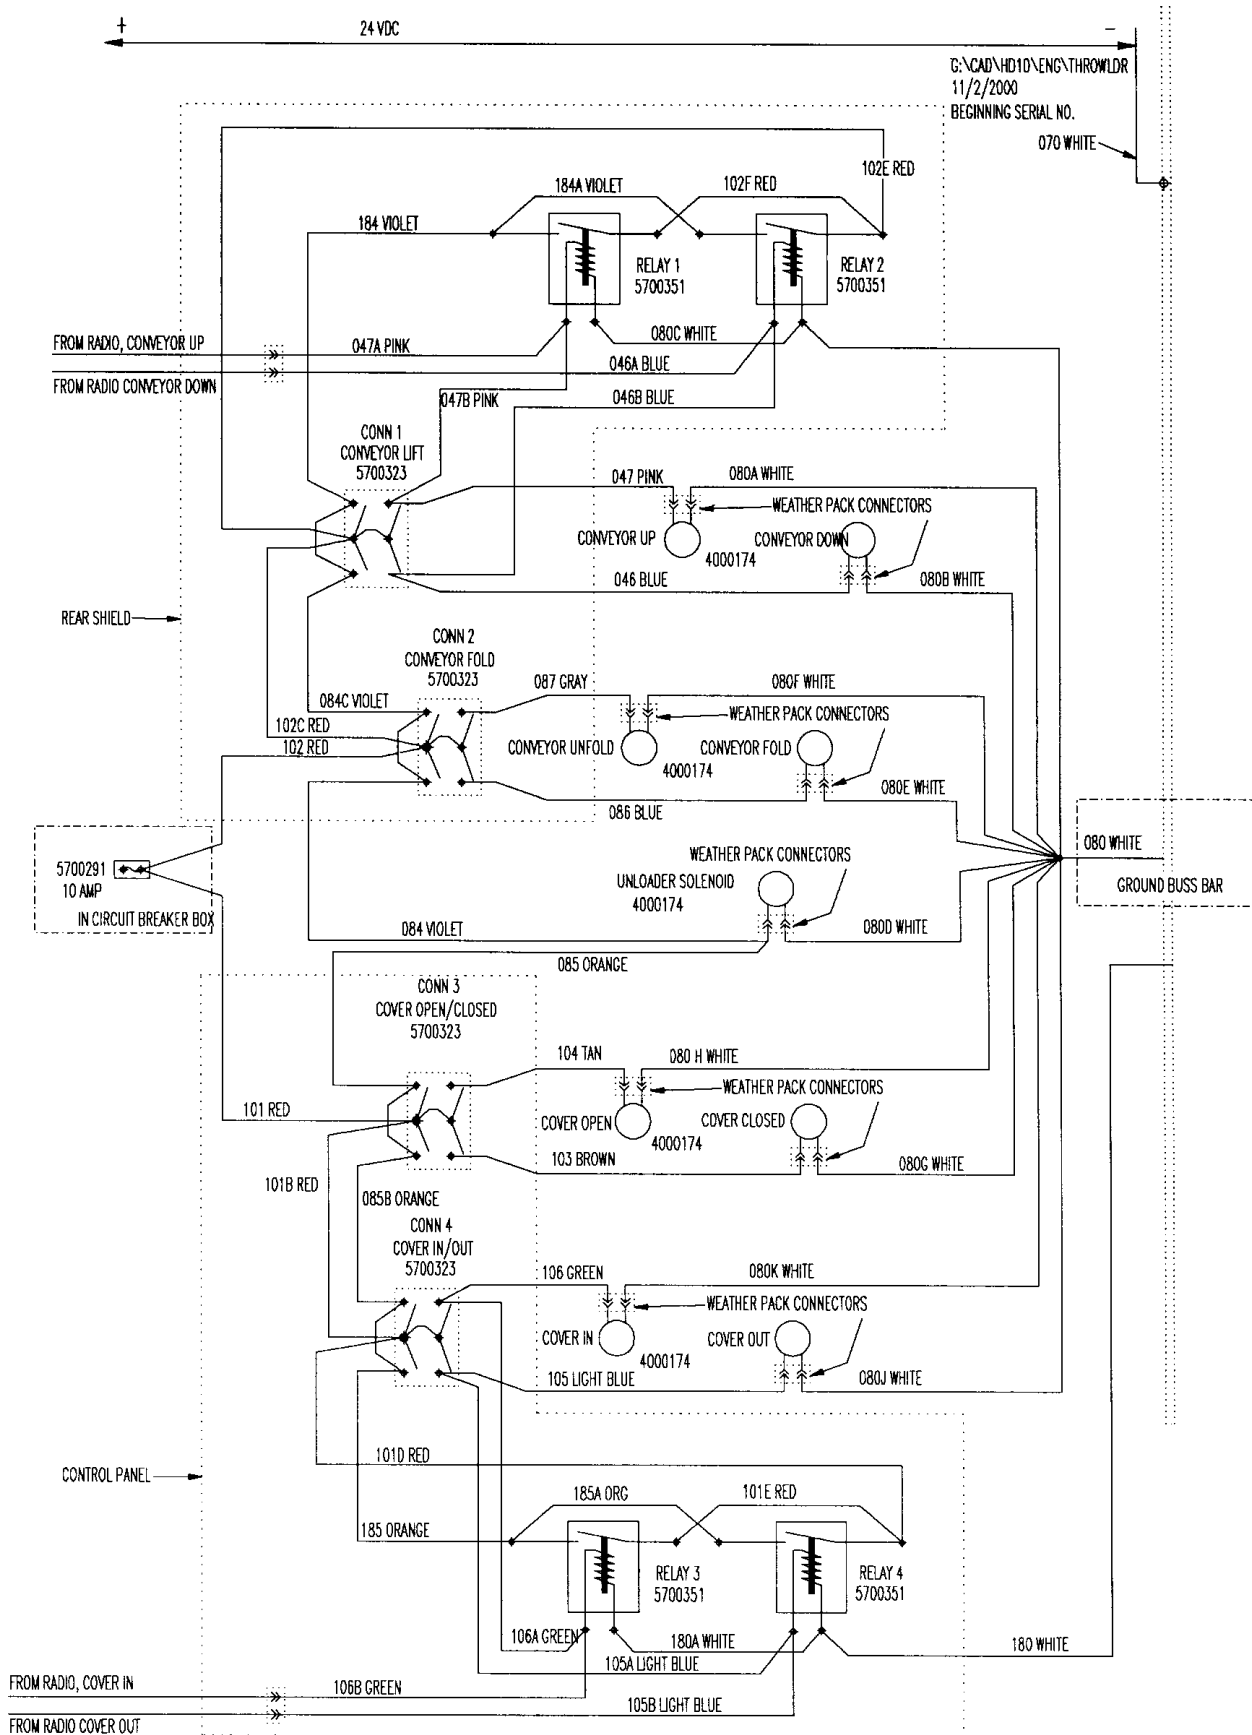 +
24 VDC
–
G:\CAD\HD10\ENG\THROWLDR
11/2/2000
BEGINNING SERIAL NO.
070 WHITE
102E RED
184A VIOLET
102F RED
184 VIOLET
RELAY 1
5700351
RELAY 2
5700351
080C WHITE
FROM RADIO, CONVEYOR UP
047A PINK
046A BLUE
FROM RADIO CONVEYOR DOWN
047B PINK
046B BLUE
CONN 1
CONVEYOR LIFT
5700323
047 PINK
080A WHITE
WEATHER PACK CONNECTORS
CONVEYOR UP
4000174
CONVEYOR DOWN
046 BLUE
080B WHITE
REAR SHIELD
CONN 2
CONVEYOR FOLD
5700323
087 GRAY
080F WHITE
084C VIOLET
WEATHER PACK CONNECTORS
102C RED
102 RED
CONVEYOR UNFOLD
4000174
CONVEYOR FOLD
080E WHITE
086 BLUE
080 WHITE
GROUND BUSS BAR
WEATHER PACK CONNECTORS
5700291
10 AMP
IN CIRCUIT BREAKER BOX
UNLOADER SOLENOID
4000174
084 VIOLET
080D WHITE
085 ORANGE
CONN 3
COVER OPEN/CLOSED
5700323
104 TAN
080 H WHITE
WEATHER PACK CONNECTORS
101 RED
COVER OPEN
4000174
COVER CLOSED
103 BROWN
080G WHITE
101B RED
085B ORANGE
CONN 4
COVER IN/OUT
5700323
106 GREEN
080K WHITE
WEATHER PACK CONNECTORS
COVER IN
4000174
COVER OUT
105 LIGHT BLUE
080J WHITE
101D RED
CONTROL PANEL
185A ORG
101E RED
185 ORANGE
RELAY 3
5700351
RELAY 4
5700351
106A GREEN
180A WHITE
180 WHITE
105A LIGHT BLUE
FROM RADIO, COVER IN
106B GREEN
105B LIGHT BLUE
FROM RADIO COVER OUT